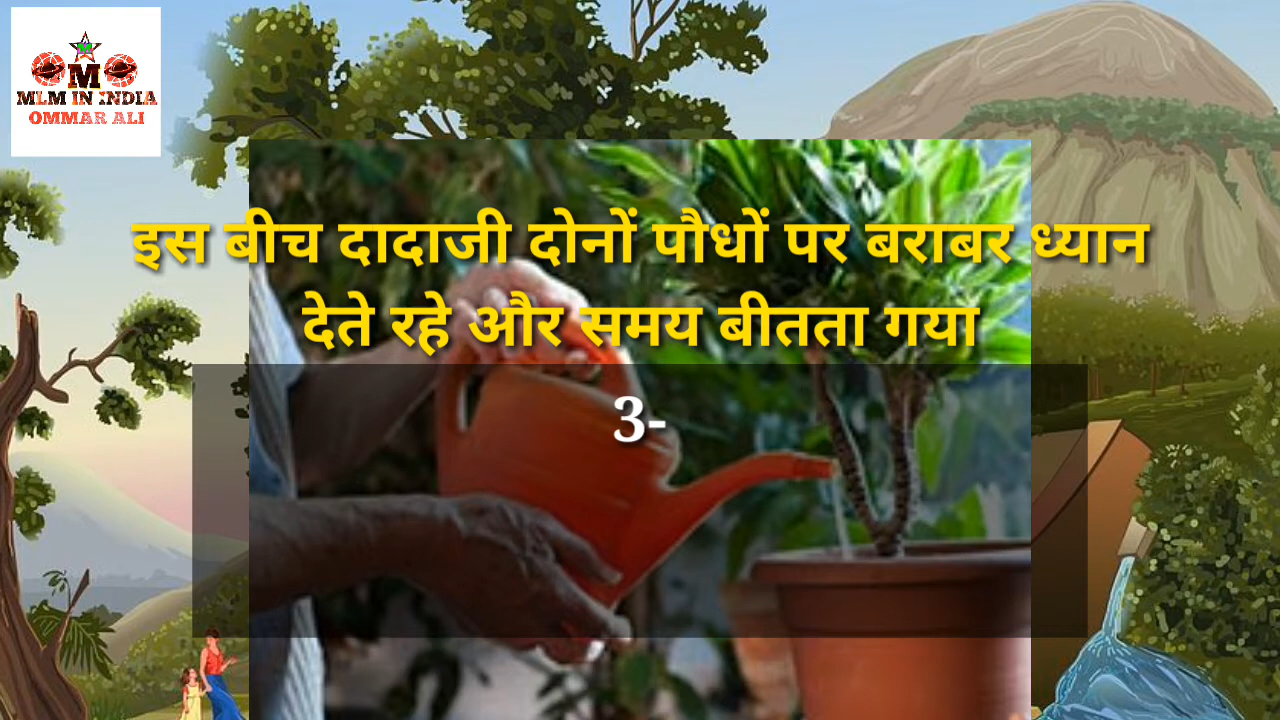 MLM IN INDIA
OMMAR ALI
इस बीच दादाजी दोनों पौधों पर बराबर ध्यान
देते रहे और समय बीतता गया
3-